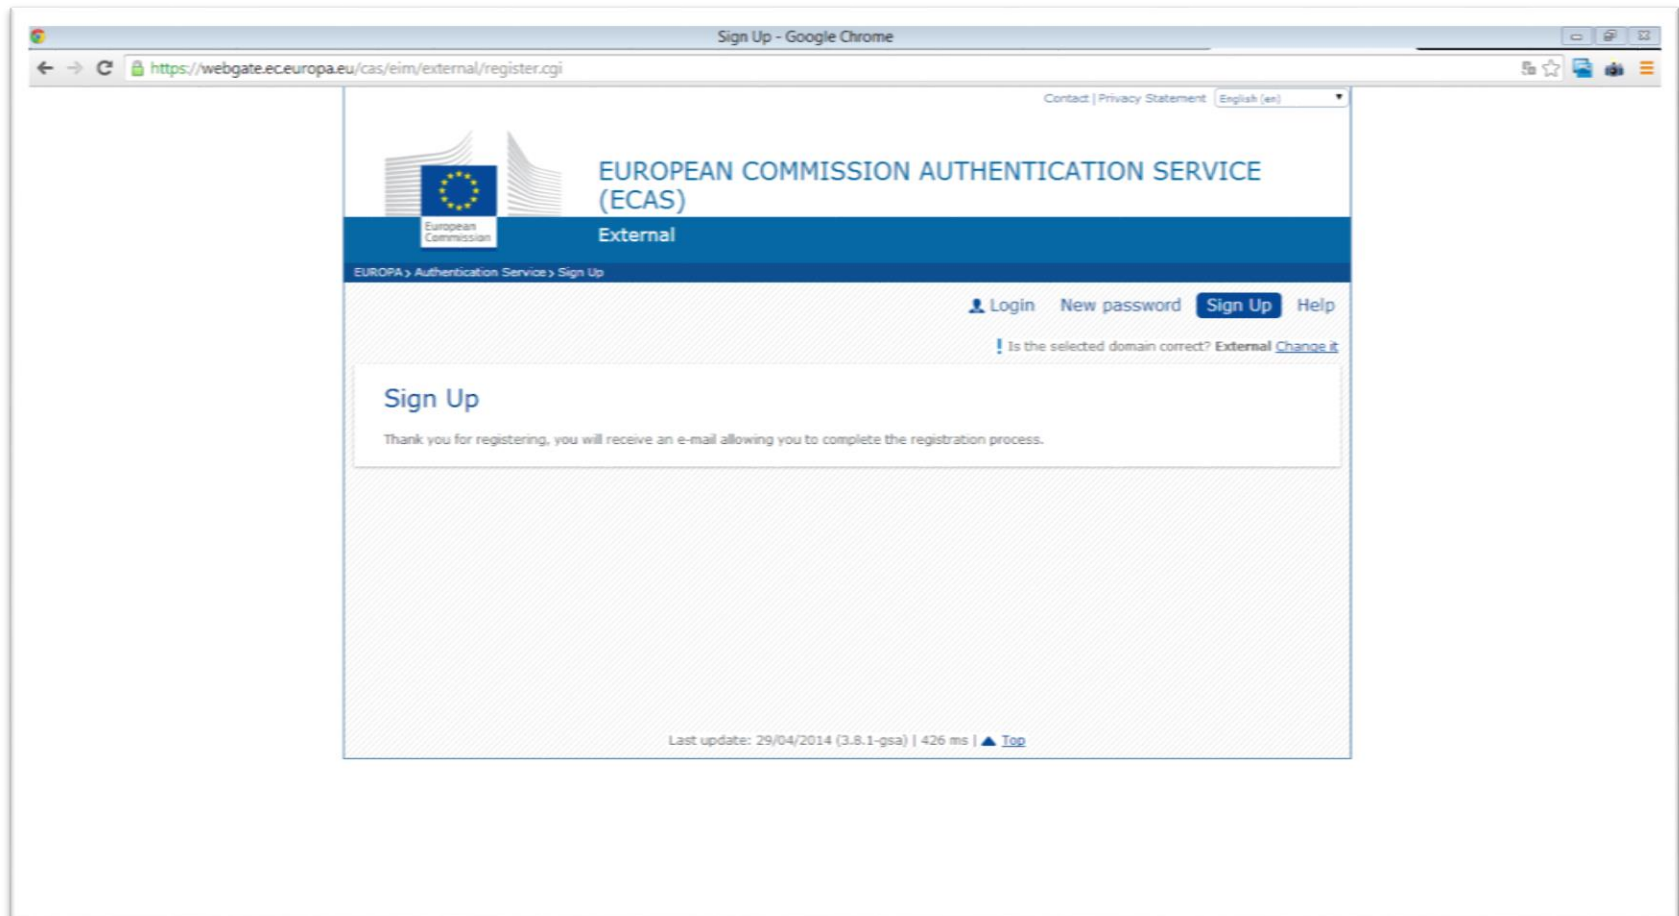 Sign Up - Google Chrome
https://webgate.ec.europa.eu/cas/eim/external/register.cgi
Contact | Privacy Statement English (en)
EUROPEAN COMMISSION AUTHENTICATION SERVICE
(ECAS)
European
Commission
External
EUROPA > Authentication Service > Sign Up
Login New password Sign Up Help
! Is the selected domain correct? External Change it
Sign Up
Thank you for registering, you will receive an e-mail allowing you to complete the registration process.
Last update: 29/04/2014 (3.8.1-gsa) | 426 ms | Top